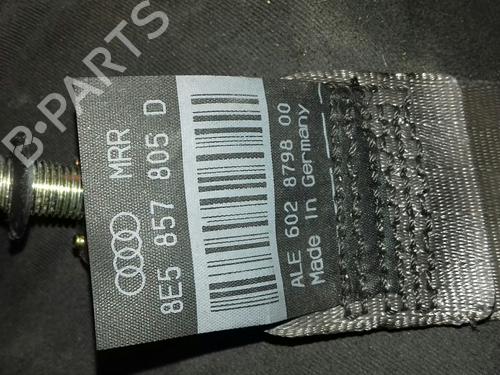 MRR
8E5 857 805 D
ALE 602 8798 00
Made in Germany
B-PARTS